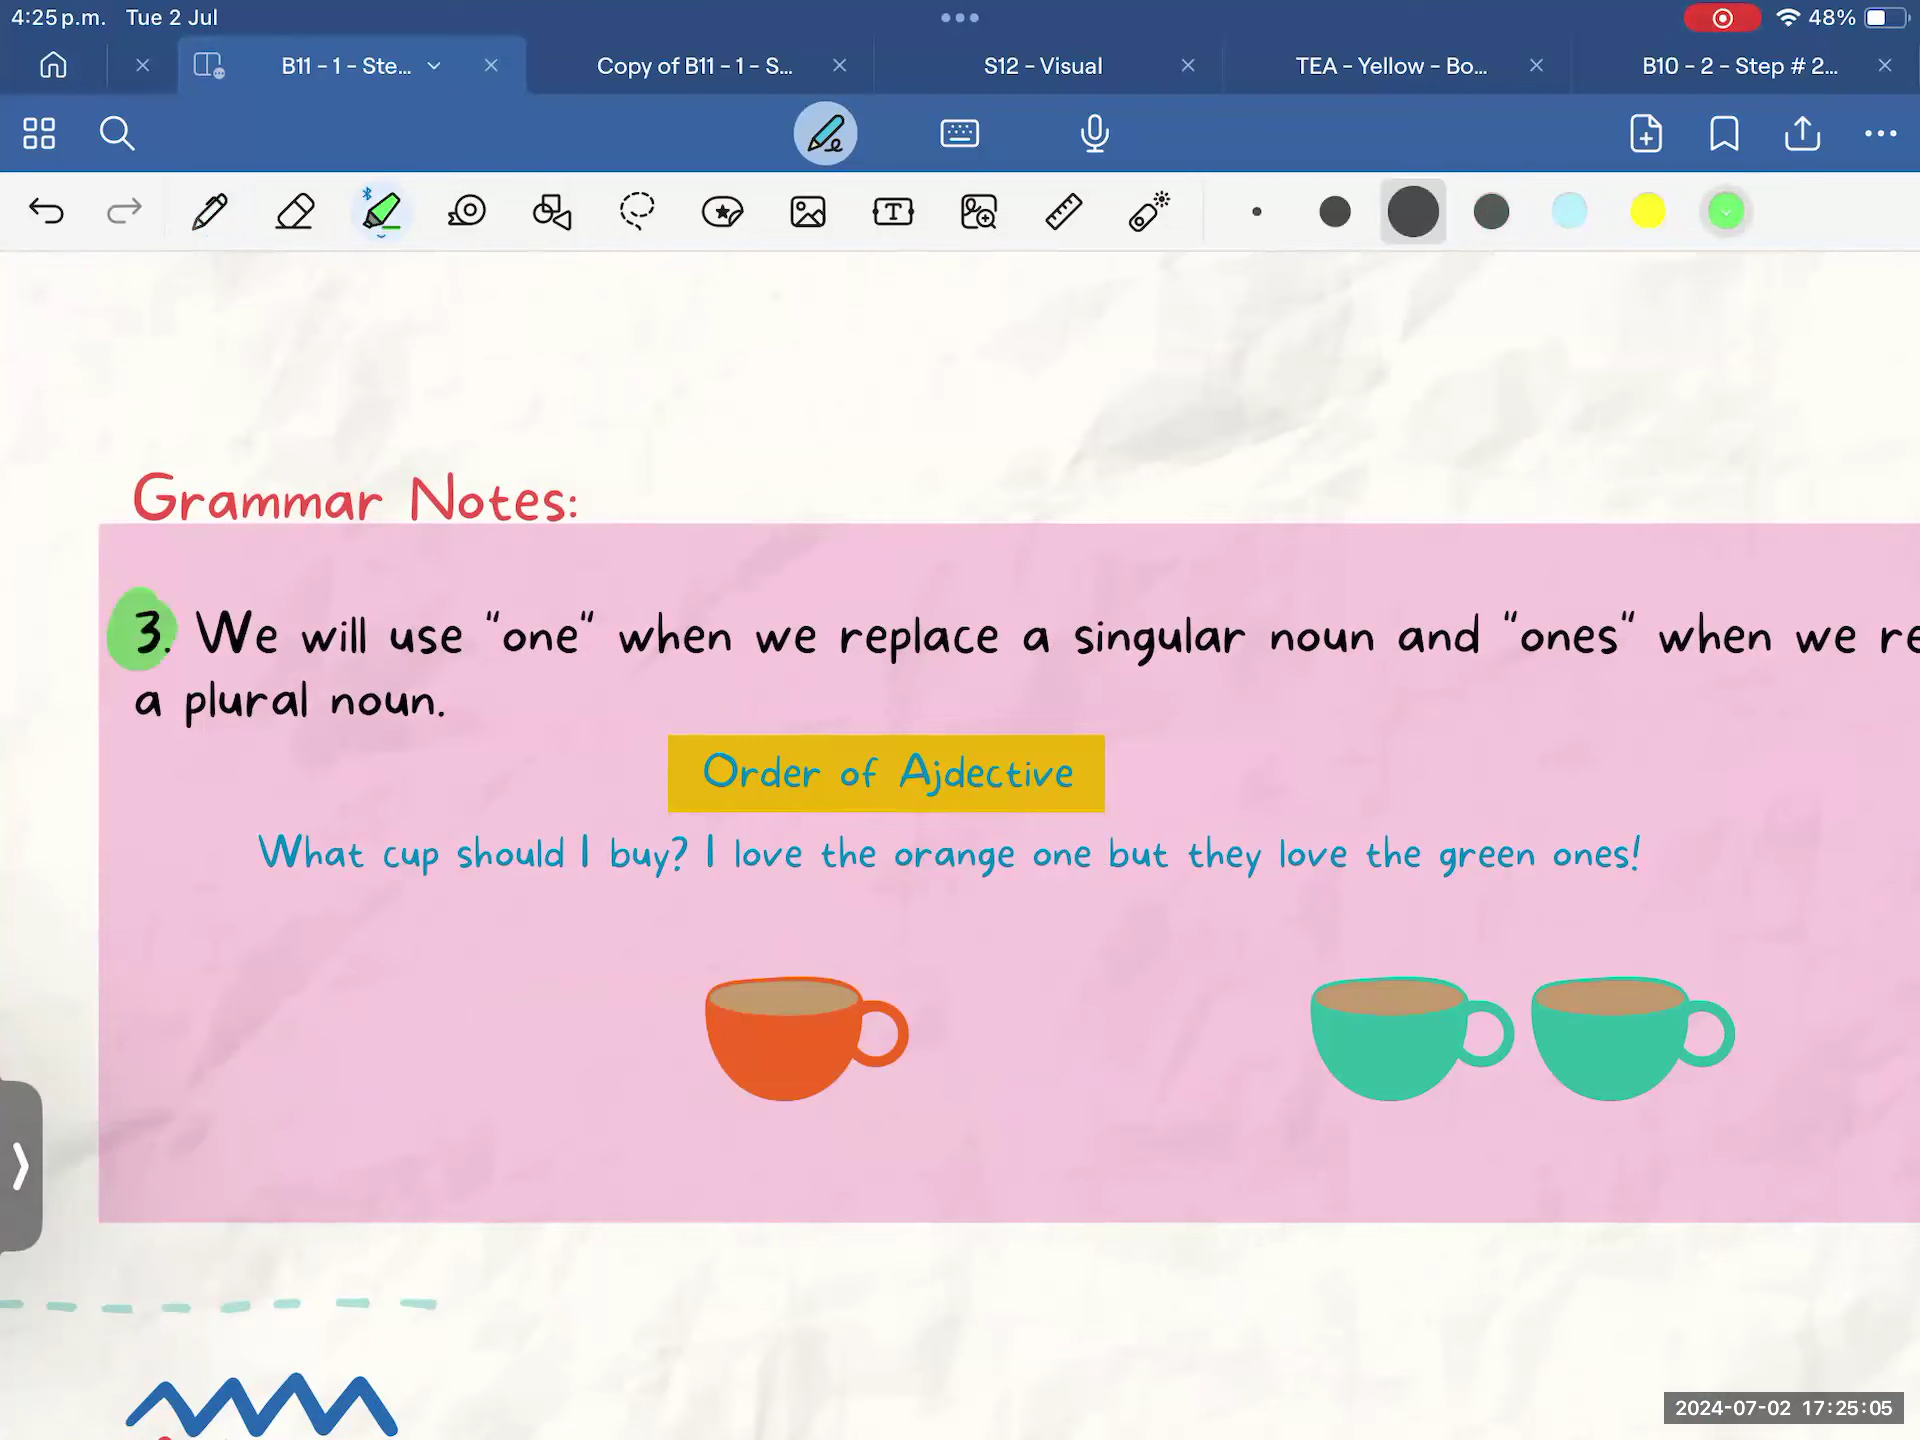 4:25 p.m. Tue 2 Jul
48%
B11 - 1 - Ste...
Copy of B11 - 1 - S...
S12 - Visual
TEA - Yellow - Bo...
B10 - 2 - Step # 2...
Grammar Notes:
3. We will use "one" when we replace a singular noun and "ones" when we re
a plural noun.
Order of Ajdective
What cup should I buy? I love the orange one but they love the green ones!
2024-07-02 17:25:05